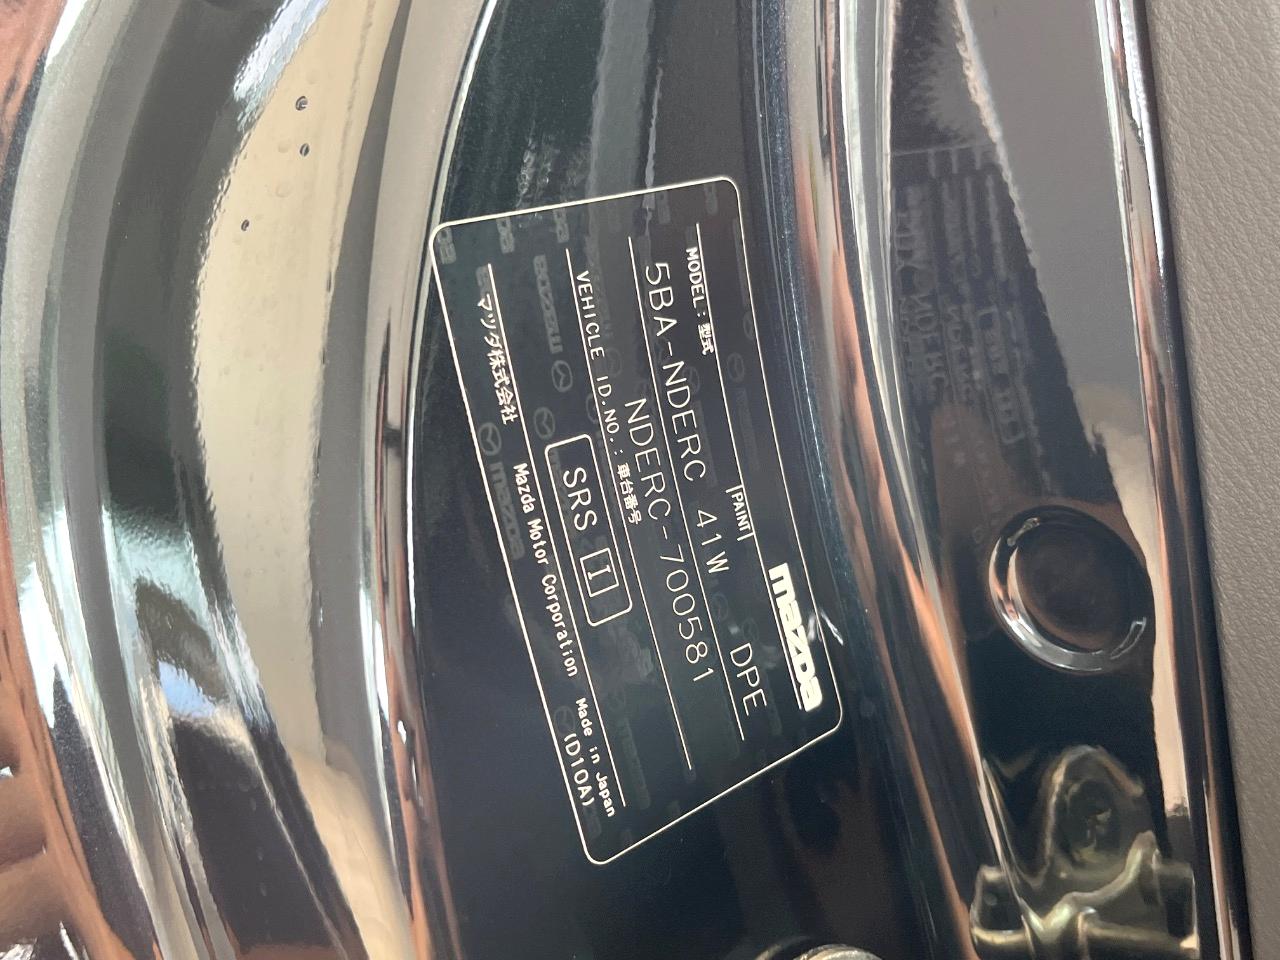 mazda
MODEL:型式 PAINT
5BA-NDERC 41W DPE
NDERC-700581
VEHICLE ID.NO.:車台番号
SRS I
マツダ株式会社 Mazda Motor Corporation Made in Japan
(D10A)